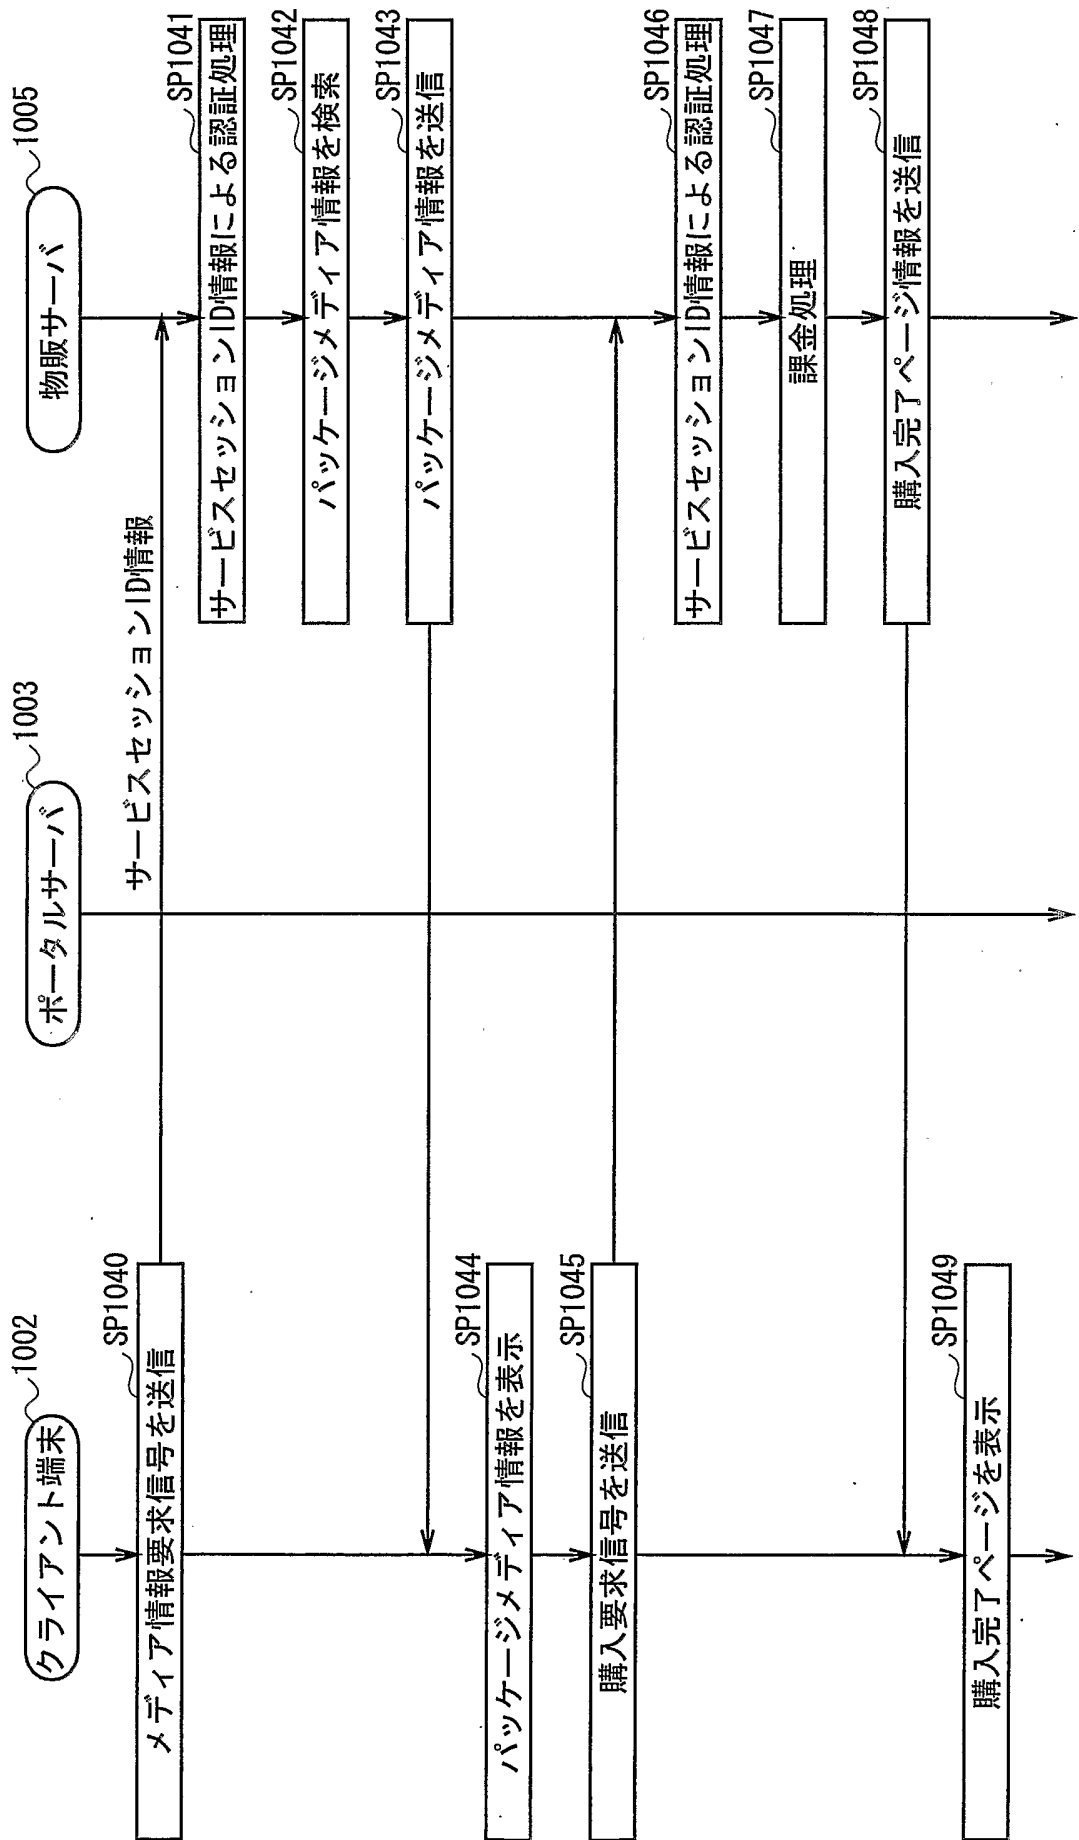 クライアント端末
1002
ポータルサーバ
1003
物販サーバ
1005
SP1040
メディア情報要求信号を送信
サービスセッションID情報
SP1041
サービスセッションID情報による認証処理
SP1042
パッケージメディア情報を検索
SP1043
パッケージメディア情報を送信
SP1044
パッケージメディア情報を表示
SP1045
購入要求信号を送信
SP1046
サービスセッションID情報による認証処理
SP1047
課金処理
SP1048
購入完了ページ情報を送信
SP1049
購入完了ページを表示